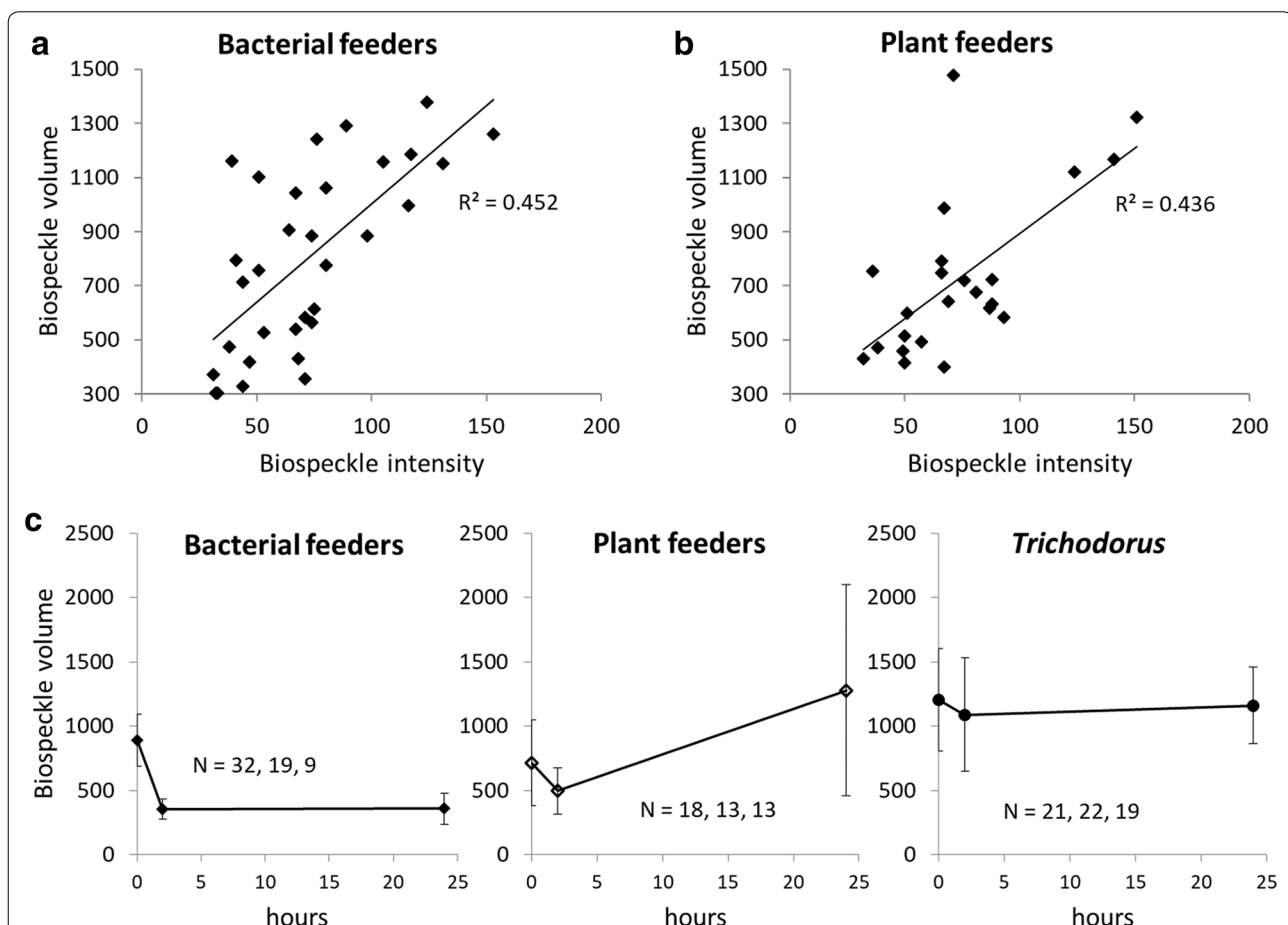 a
Bacterial feeders
1500
1300
1100
900
700
500
300
Biospeckle volume
R² = 0.452
0 50 100 150 200
Biospeckle intensity
b
Plant feeders
1500
1300
1100
900
700
500
300
Biospeckle volume
R² = 0.436
0 50 100 150 200
Biospeckle intensity
c
Bacterial feeders
2500
2000
1500
1000
500
0
Biospeckle volume
N = 32, 19, 9
0 5 10 15 20 25
hours
Plant feeders
2500
2000
1500
1000
500
0
N = 18, 13, 13
0 5 10 15 20 25
hours
Trichodorus
2500
2000
1500
1000
500
0
N = 21, 22, 19
0 5 10 15 20 25
hours